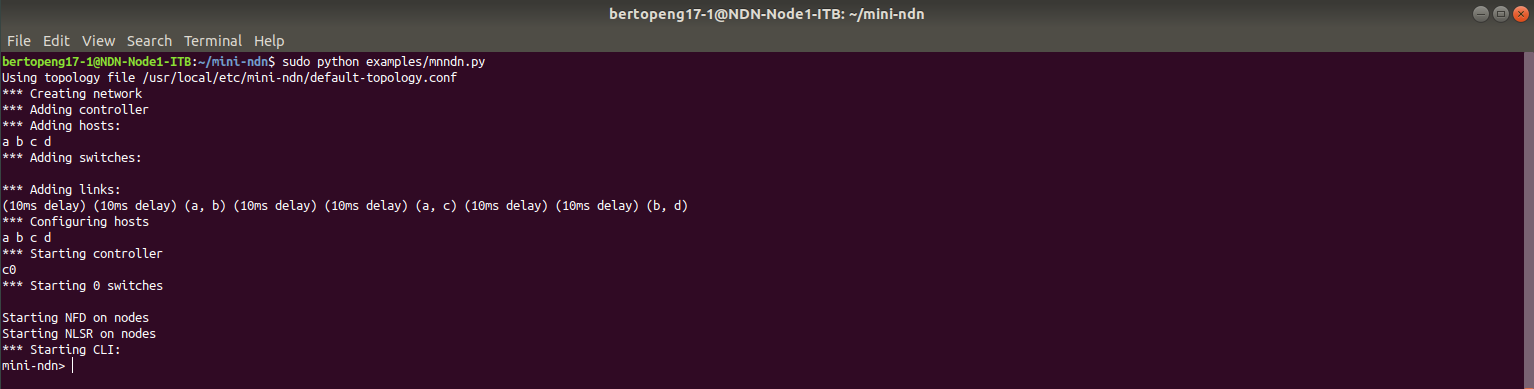 bertopeng17-1@NDN-Node1-ITB: ~/mini-ndn
File Edit View Search Terminal Help
bertopeng17-1@NDN-Node1-ITB:~/mini-ndn$ sudo python examples/mnndn.py
Using topology file /usr/local/etc/mini-ndn/default-topology.conf
*** Creating network
*** Adding controller
*** Adding hosts:
a b c d
*** Adding switches:
*** Adding links:
(10ms delay) (10ms delay) (a, b) (10ms delay) (10ms delay) (a, c) (10ms delay) (10ms delay) (b, d)
*** Configuring hosts
a b c d
*** Starting controller
c0
*** Starting 0 switches
Starting NFD on nodes
Starting NLSR on nodes
*** Starting CLI:
mini-ndn>